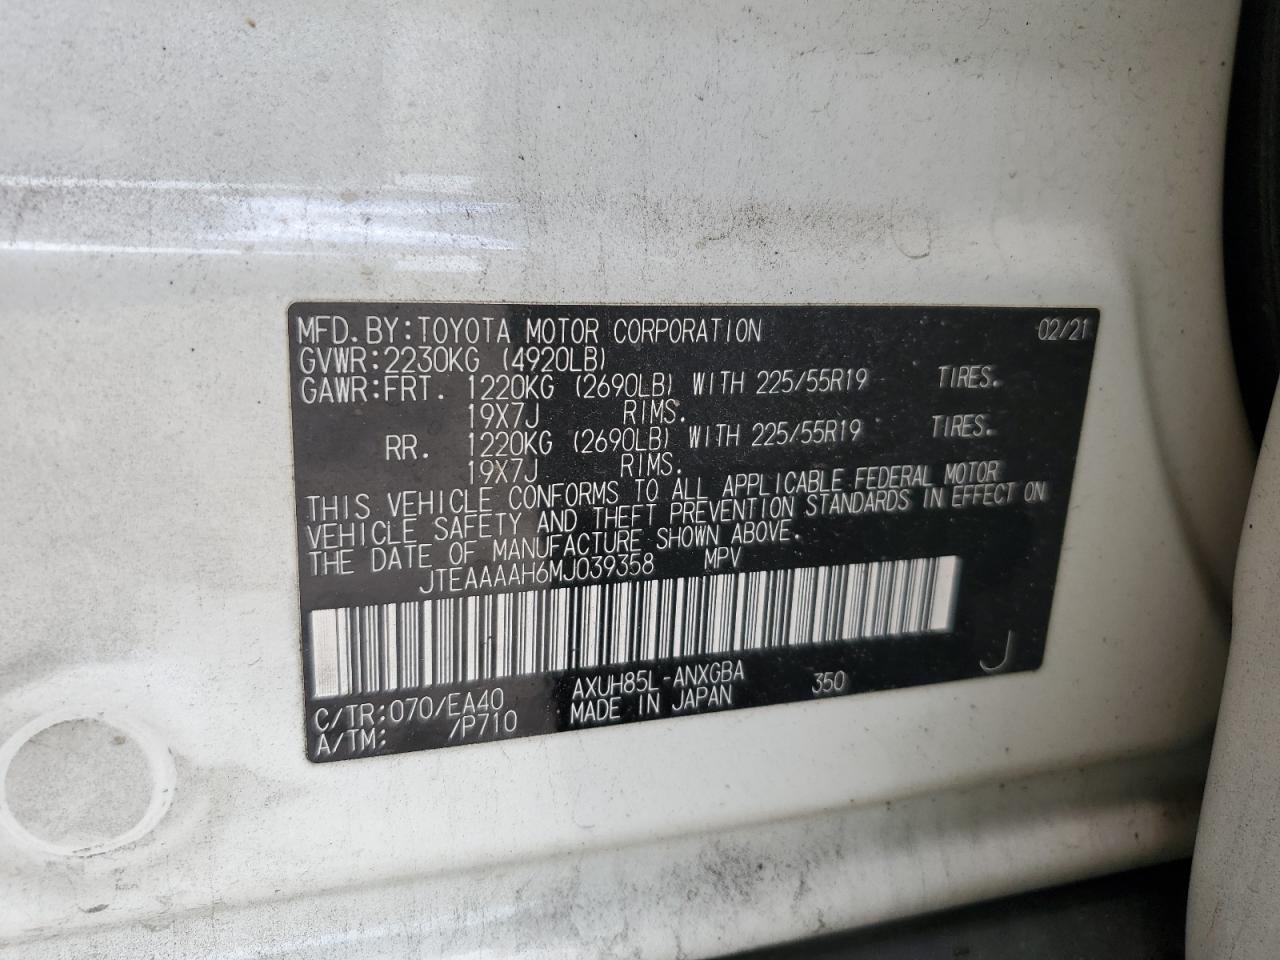 MFD.BY:TOYOTA MOTOR CORPORATION 02/21
GVWR:2230KG (4920LB)
GAWR:FRT. 1220KG (2690LB) WITH 225/55R19 TIRES.
19X7J RIMS.
RR. 1220KG (2690LB) WITH 225/55R19 TIRES.
19X7J RIMS.
THIS VEHICLE CONFORMS TO ALL APPLICABLE FEDERAL MOTOR
VEHICLE SAFETY AND THEFT PREVENTION STANDARDS IN EFFECT ON
THE DATE OF MANUFACTURE SHOWN ABOVE.
JTEAAAAH6MJ039358 MPV
C/TR:070/EA40 AXUH85L-ANXGBA 350 J
A/TM: /P710 MADE IN JAPAN